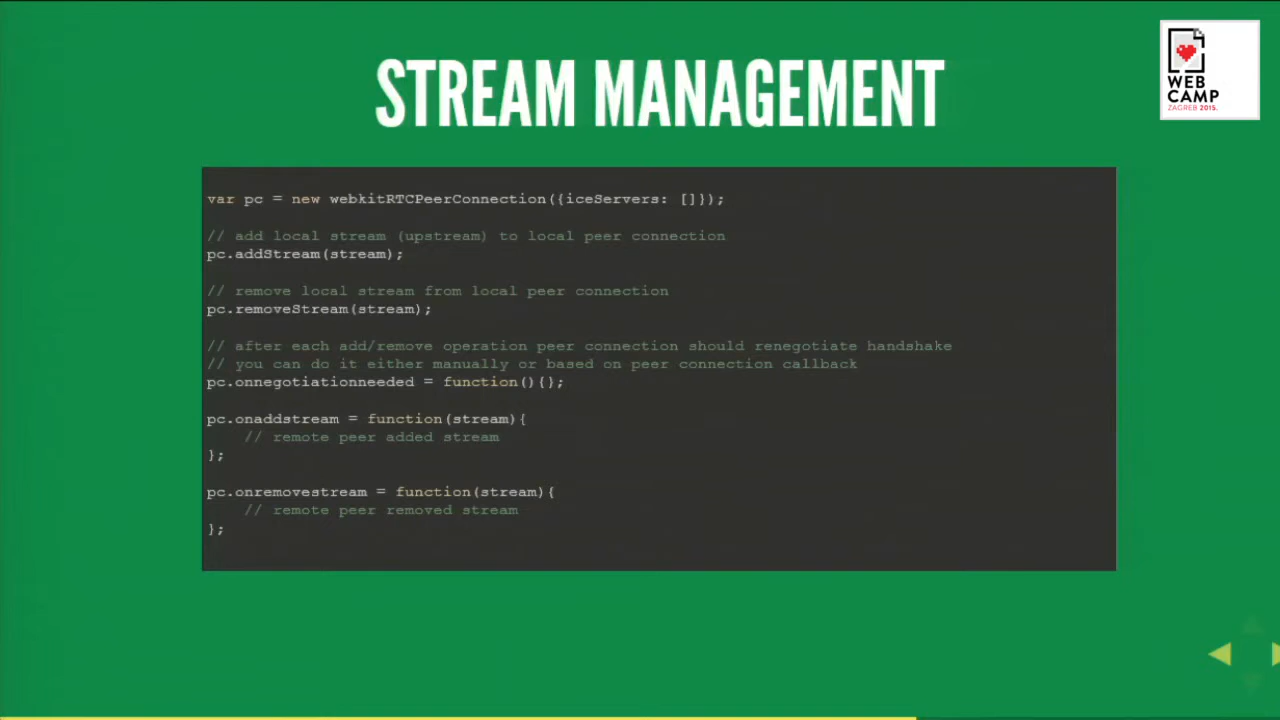 STREAM MANAGEMENT
WEB
CAMP
ZAGREB 2015.
var pc = new webkitRTCPeerConnection({iceServers: []});
// add local stream (upstream) to local peer connection
pc.addStream(stream);
// remove local stream from local peer connection
pc.removeStream(stream);
// after each add/remove operation peer connection should renegotiate handshake
// you can do it either manually or based on peer connection callback
pc.onnegotiationneeded = function(){};
pc.onaddstream = function(stream){
// remote peer added stream
};
pc.onremovestream = function(stream){
// remote peer removed stream
};